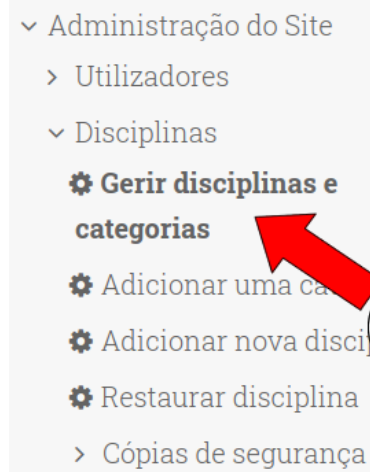 Administração do Site
Utilizadores
Disciplinas
Gerir disciplinas e
categorias
Adicionar uma
Adicionar nova
Restaurar disciplina
Cópias de segurança